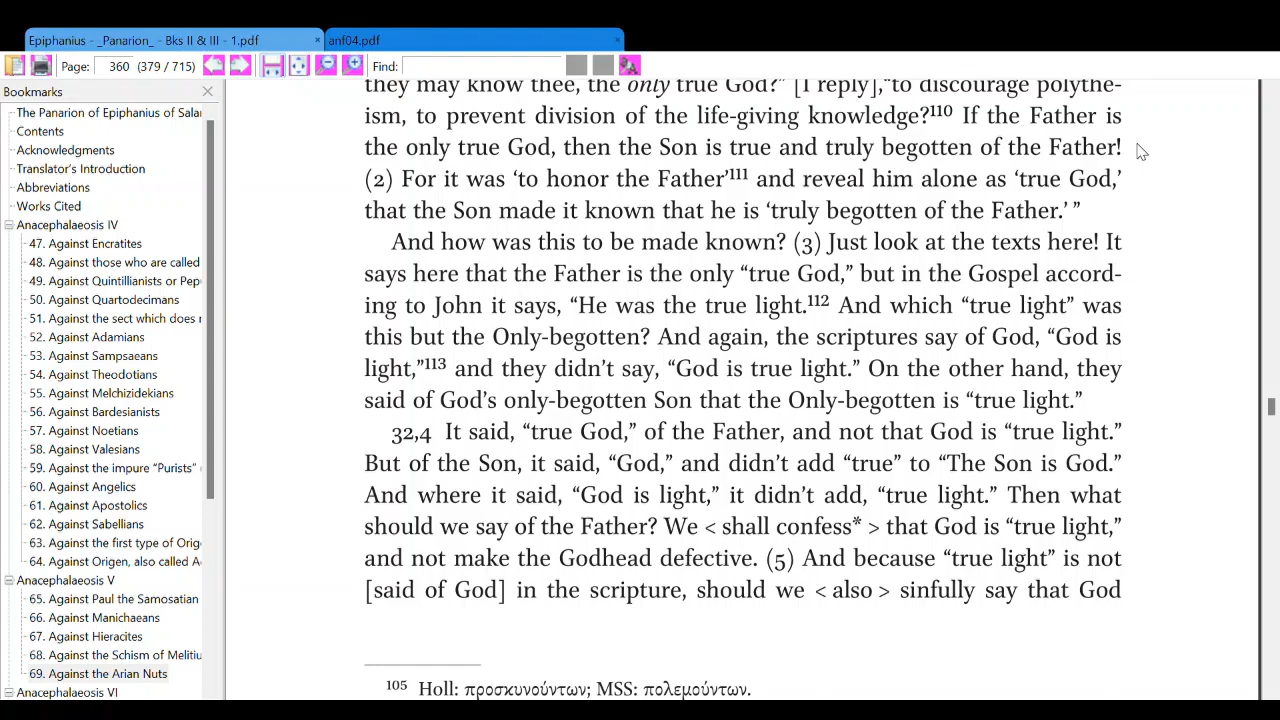 Epiphanius - _Panarion_ - Bks II & III - 1.pdf
anf04.pdf
Page: 360 (379 / 715)
Find:
Bookmarks
The Panarion of Epiphanius of Sala
Contents
Acknowledgments
Translator's Introduction
Abbreviations
Works Cited
Anacephalaeosis IV
47. Against Encratites
48. Against those who are called
49. Against Quintillianists or Pep
50. Against Quartodecimans
51. Against the sect which does r
52. Against Adamians
53. Against Sampsaeans
54. Against Theodotians
55. Against Melchizdekians
56. Against Bardesianists
57. Against Noetians
58. Against Valesians
59. Against the impure "Purists" (
60. Against Angelics
61. Against Apostolics
62. Against Sabellians
63. Against the first type of Orig
64. Against Origen, also called A
Anacephalaeosis V
65. Against Paul the Samosatian
66. Against Manichaeans
67. Against Hieracites
68. Against the Schism of Melitiu
69. Against the Arian Nuts
Anacephalaeosis VI
they may know thee, the only true God?” [I reply],“to discourage polythe-
ism, to prevent division of the life-giving knowledge?110 If the Father is
the only true God, then the Son is true and truly begotten of the Father!
(2) For it was ‘to honor the Father’111 and reveal him alone as ‘true God,’
that the Son made it known that he is ‘truly begotten of the Father.’ ”
And how was this to be made known? (3) Just look at the texts here! It
says here that the Father is the only “true God,” but in the Gospel accord-
ing to John it says, “He was the true light.112 And which “true light” was
this but the Only-begotten? And again, the scriptures say of God, “God is
light,”113 and they didn’t say, “God is true light.” On the other hand, they
said of God’s only-begotten Son that the Only-begotten is “true light.”
32,4 It said, “true God,” of the Father, and not that God is “true light.”
But of the Son, it said, “God,” and didn’t add “true” to “The Son is God.”
And where it said, “God is light,” it didn’t add, “true light.” Then what
should we say of the Father? We < shall confess* > that God is “true light,”
and not make the Godhead defective. (5) And because “true light” is not
[said of God] in the scripture, should we < also > sinfully say that God
105 Holl: προσκυνούντων; MSS: πολεμούντων.